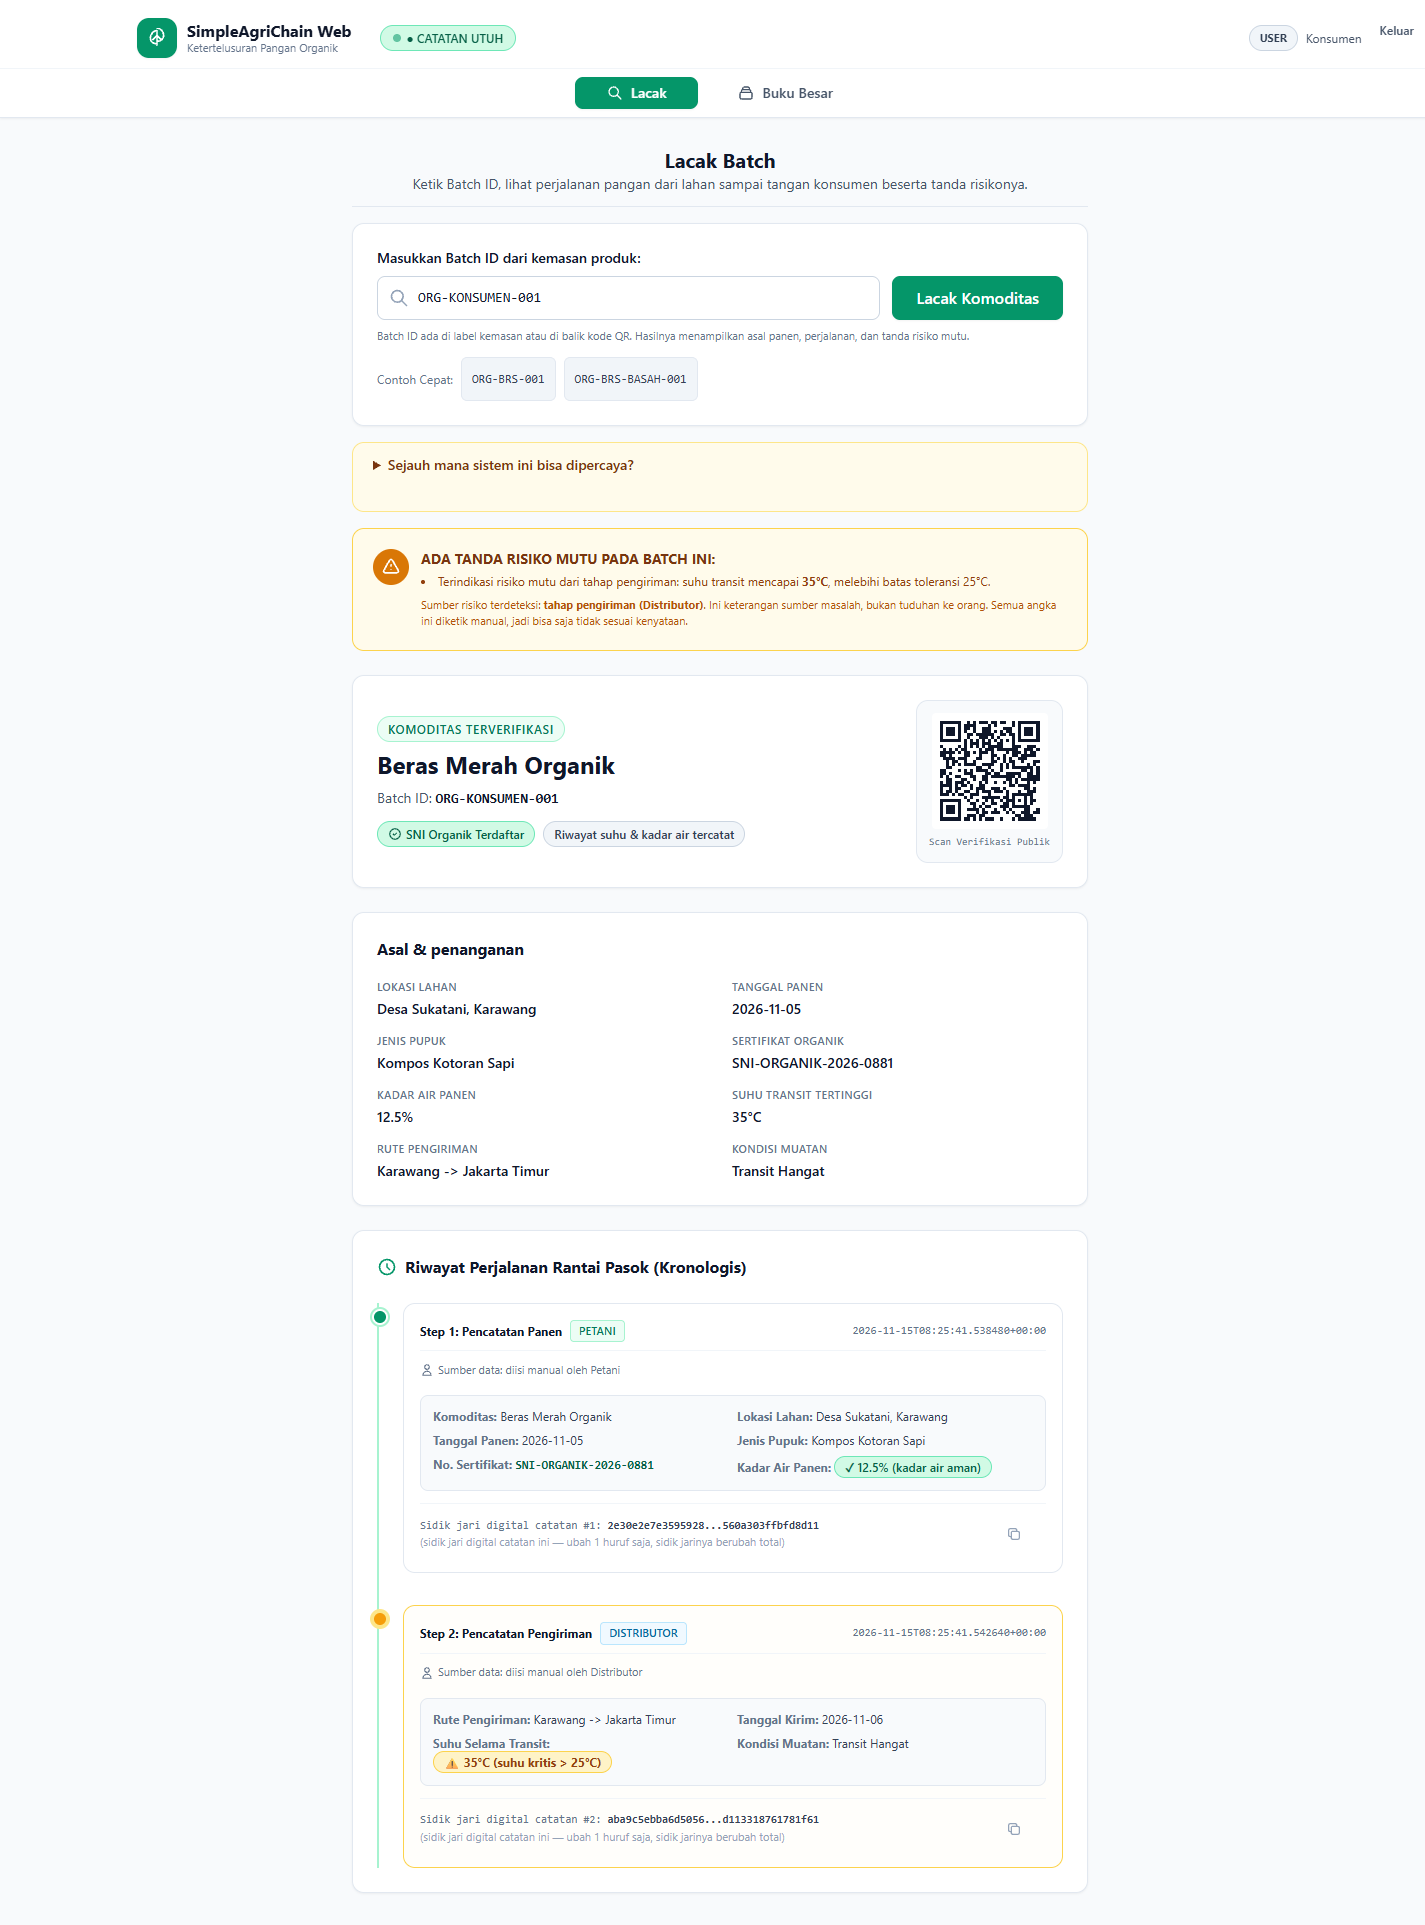 SimpleAgriChain Web
Ketertelusuran Pangan Organik
● CATATAN UTUH
USER
Konsumen
Keluar
Lacak
Buku Besar
Lacak Batch
Ketik Batch ID, lihat perjalanan pangan dari lahan sampai tangan konsumen beserta tanda risikonya.
Masukkan Batch ID dari kemasan produk:
ORG-KONSUMEN-001
Lacak Komoditas
Batch ID ada di label kemasan atau di balik kode QR. Hasilnya menampilkan asal panen, perjalanan, dan tanda risiko mutu.
Contoh Cepat:
ORG-BRS-001
ORG-BRS-BASAH-001
▶ Sejauh mana sistem ini bisa dipercaya?
ADA TANDA RISIKO MUTU PADA BATCH INI:
• Terindikasi risiko mutu dari tahap pengiriman: suhu transit mencapai 35°C, melebihi batas toleransi 25°C.
Sumber risiko terdeteksi: tahap pengiriman (Distributor). Ini keterangan sumber masalah, bukan tuduhan ke orang. Semua angka
ini diketik manual, jadi bisa saja tidak sesuai kenyataan.
KOMODITAS TERVERIFIKASI
Beras Merah Organik
Batch ID: ORG-KONSUMEN-001
SNI Organik Terdaftar
Riwayat suhu & kadar air tercatat
Scan Verifikasi Publik
Asal & penanganan
LOKASI LAHAN
Desa Sukatani, Karawang
TANGGAL PANEN
2026-11-05
JENIS PUPUK
Kompos Kotoran Sapi
SERTIFIKAT ORGANIK
SNI-ORGANIK-2026-0881
KADAR AIR PANEN
12.5%
SUHU TRANSIT TERTINGGI
35°C
RUTE PENGIRIMAN
Karawang -> Jakarta Timur
KONDISI MUATAN
Transit Hangat
Riwayat Perjalanan Rantai Pasok (Kronologis)
Step 1: Pencatatan Panen
PETANI
2026-11-15T08:25:41.538480+00:00
Sumber data: diisi manual oleh Petani
Komoditas: Beras Merah Organik
Lokasi Lahan: Desa Sukatani, Karawang
Tanggal Panen: 2026-11-05
Jenis Pupuk: Kompos Kotoran Sapi
No. Sertifikat: SNI-ORGANIK-2026-0881
Kadar Air Panen: ✓ 12.5% (kadar air aman)
Sidik jari digital catatan #1: 2e30e2e7e3595928...560a303ffbfd8d11
(sidik jari digital catatan ini — ubah 1 huruf saja, sidik jarinya berubah total)
Step 2: Pencatatan Pengiriman
DISTRIBUTOR
2026-11-15T08:25:41.542640+00:00
Sumber data: diisi manual oleh Distributor
Rute Pengiriman: Karawang -> Jakarta Timur
Tanggal Kirim: 2026-11-06
Suhu Selama Transit:
⚠ 35°C (suhu kritis > 25°C)
Kondisi Muatan: Transit Hangat
Sidik jari digital catatan #2: aba9c5ebba6d5056...d113318761781f61
(sidik jari digital catatan ini — ubah 1 huruf saja, sidik jarinya berubah total)